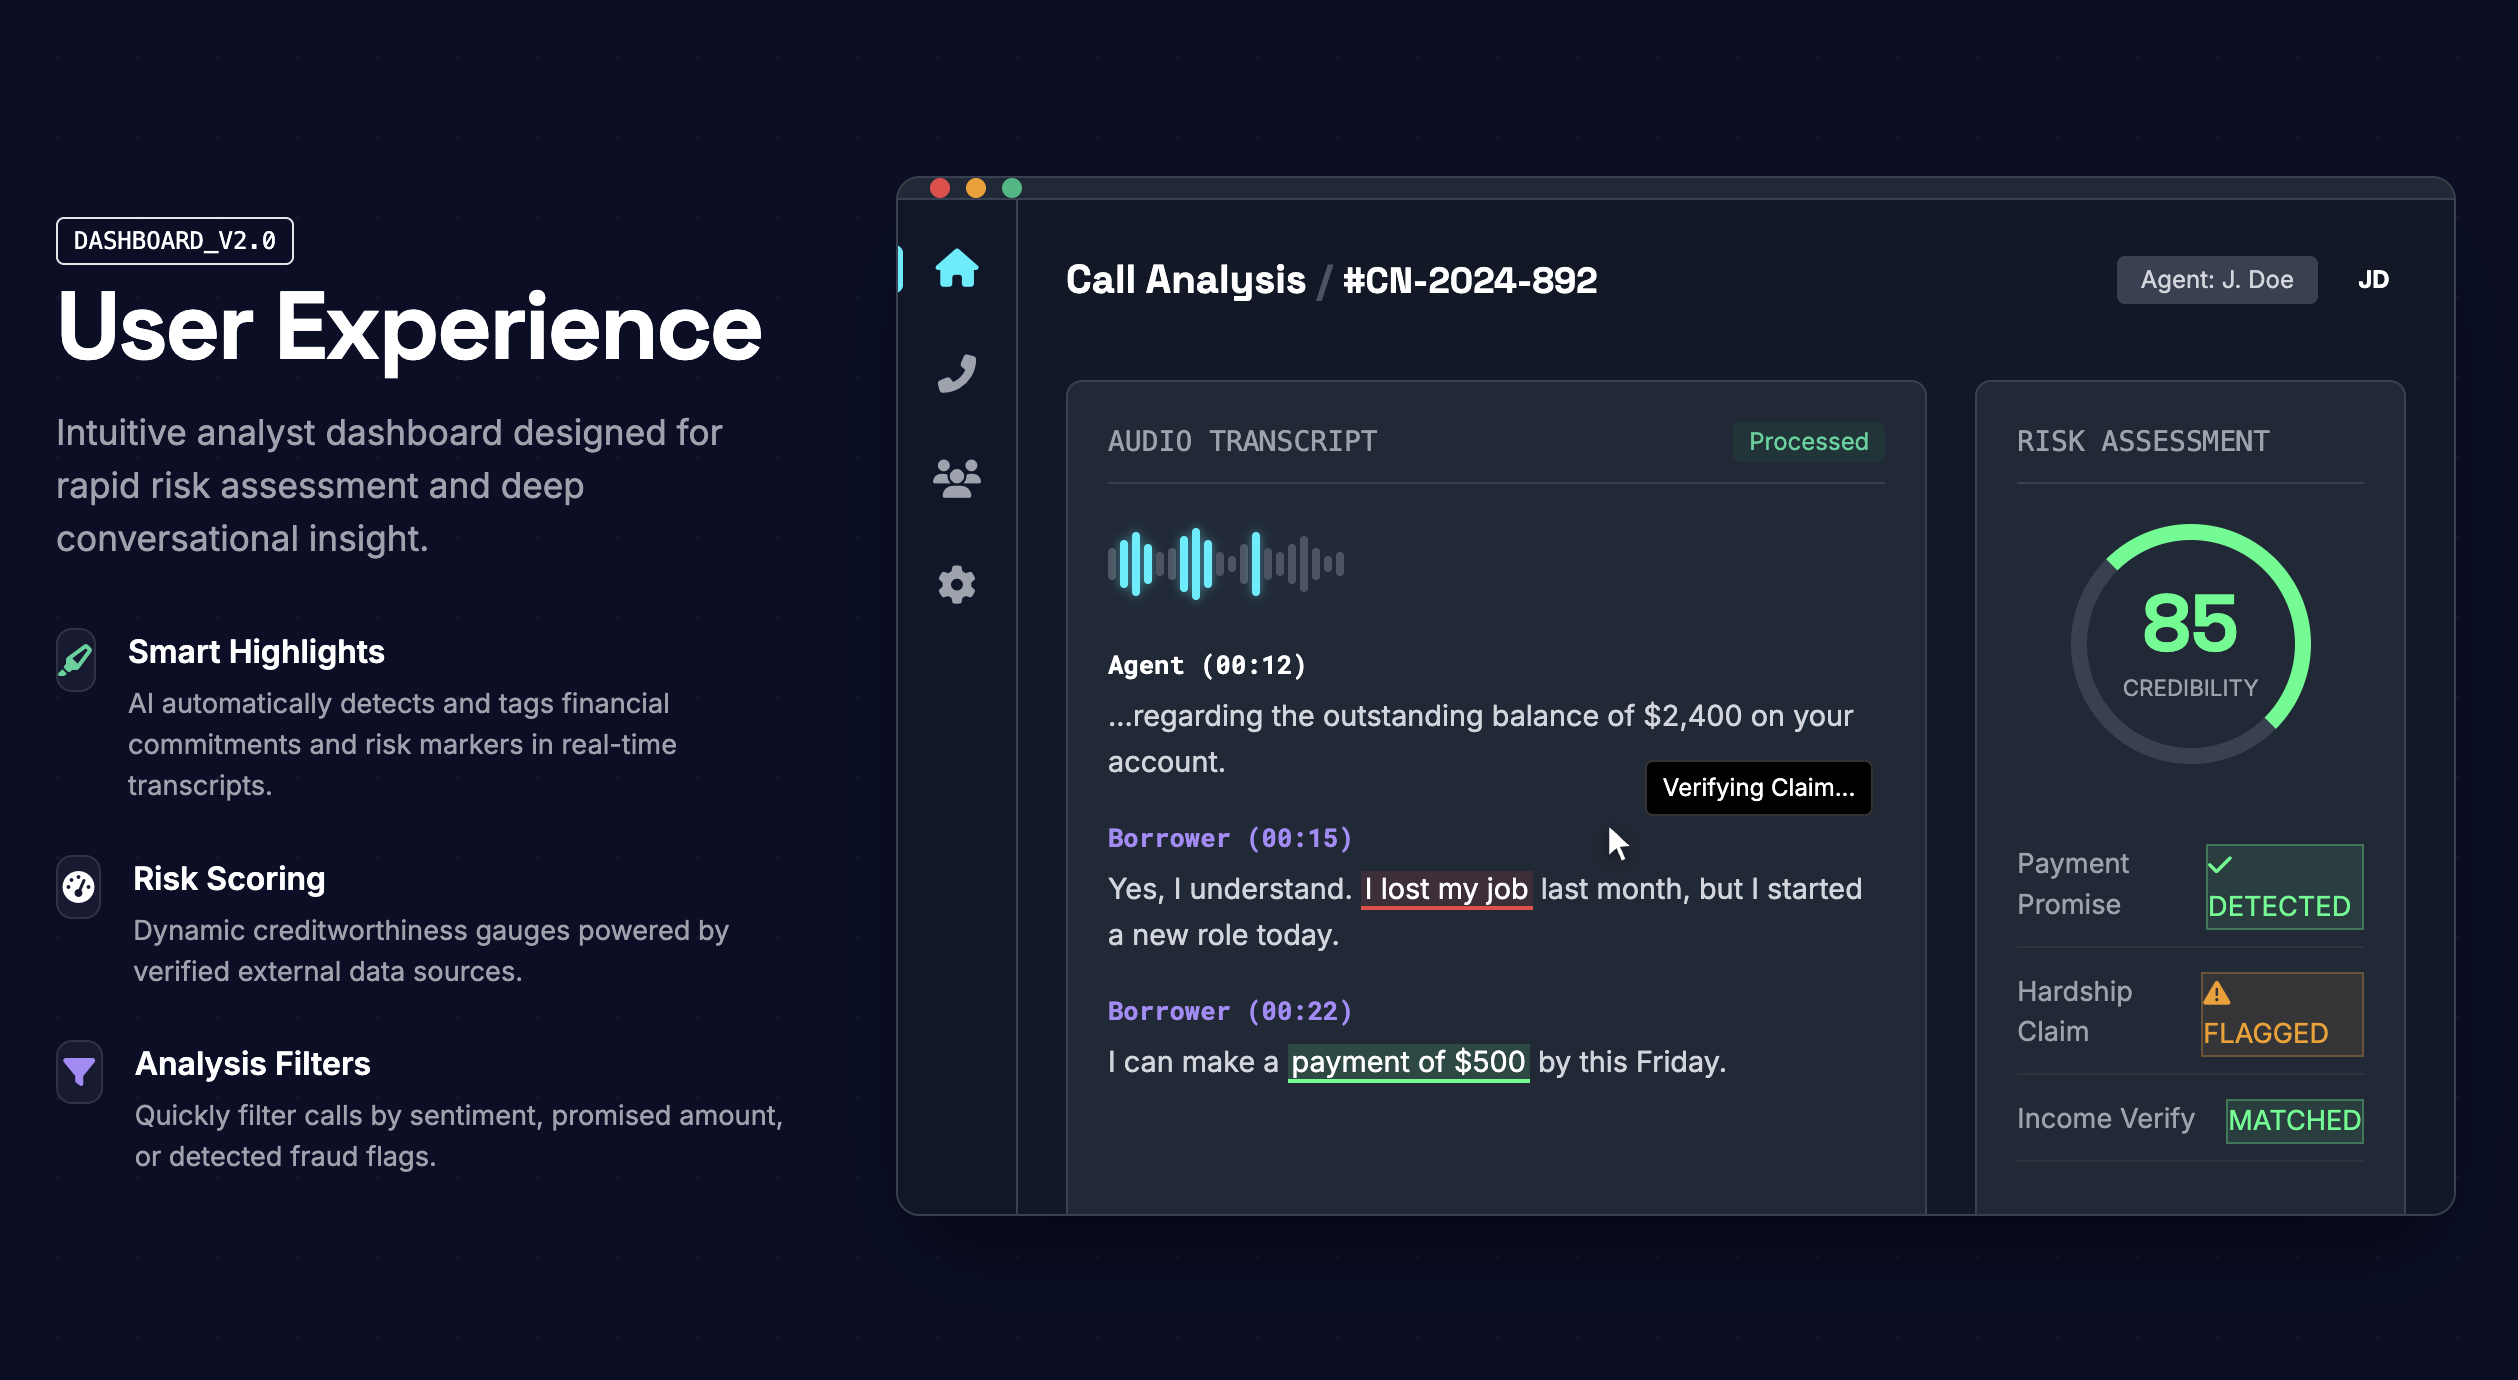 DASHBOARD_V2.0
User Experience
Intuitive analyst dashboard designed for
rapid risk assessment and deep
conversational insight.
Smart Highlights
AI automatically detects and tags financial
commitments and risk markers in real-time
transcripts.
Risk Scoring
Dynamic creditworthiness gauges powered by
verified external data sources.
Analysis Filters
Quickly filter calls by sentiment, promised amount,
or detected fraud flags.
Call Analysis / #CN-2024-892
Agent: J. Doe
JD
AUDIO TRANSCRIPT
Processed
Agent (00:12)
...regarding the outstanding balance of $2,400 on your
account.
Verifying Claim...
Borrower (00:15)
Yes, I understand. I lost my job last month, but I started
a new role today.
Borrower (00:22)
I can make a payment of $500 by this Friday.
RISK ASSESSMENT
85
CREDIBILITY
Payment
Promise
DETECTED
Hardship
Claim
FLAGGED
Income Verify
MATCHED